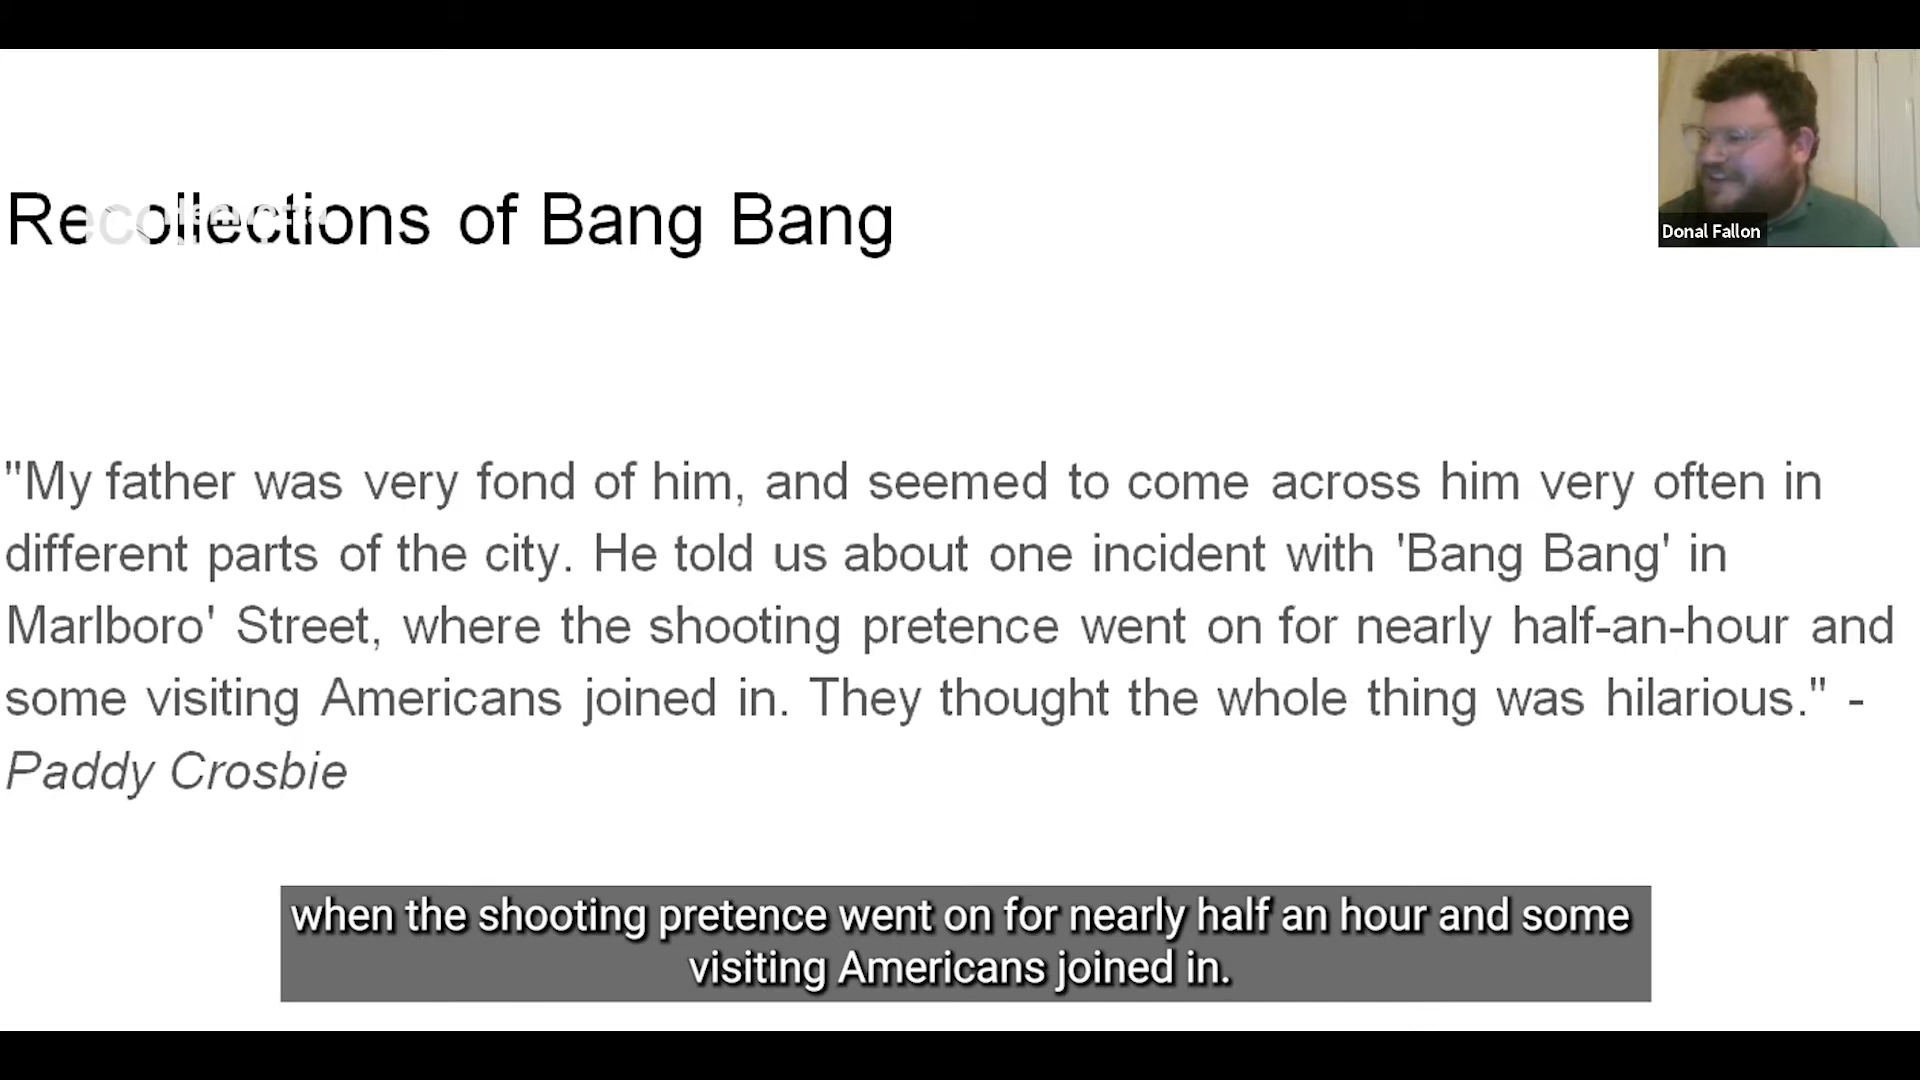 Recollections of Bang Bang
Donal Fallon
"My father was very fond of him, and seemed to come across him very often in
different parts of the city. He told us about one incident with 'Bang Bang' in
Marlboro' Street, where the shooting pretence went on for nearly half-an-hour and
some visiting Americans joined in. They thought the whole thing was hilarious." -
Paddy Crosbie
when the shooting pretence went on for nearly half an hour and some
visiting Americans joined in.